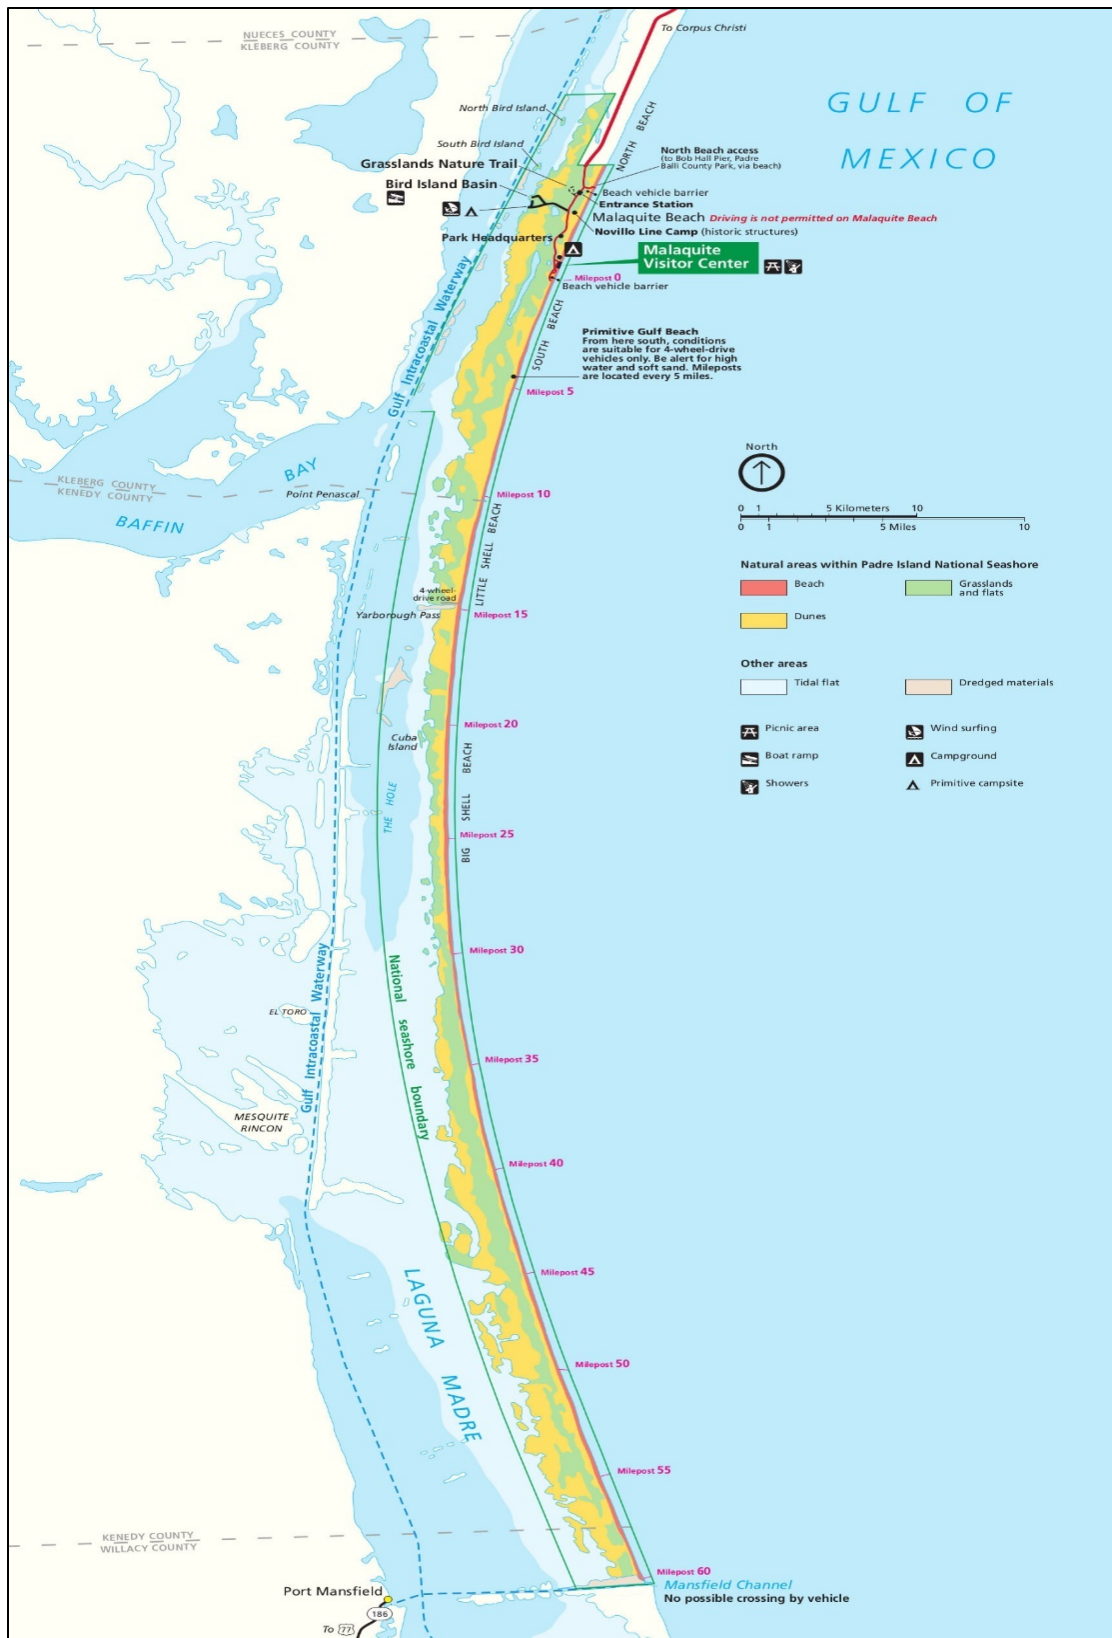 To Corpus Christi
NUECES COUNTY
KLEBERG COUNTY
GULF OF
MEXICO
North Bird Island
NORTH BEACH
South Bird Island
Grasslands Nature Trail
North Beach access
(to Bob Hall Pier, Padre
Balli County Park, via beach)
Bird Island Basin
Beach vehicle barrier
Entrance Station
Malaquite Beach Driving is not permitted on Malaquite Beach
Novillo Line Camp (historic structures)
Park Headquarters
Malaquite
Visitor Center
Milepost 0
Beach vehicle barrier
Gulf Intracoastal Waterway
SOUTH BEACH
Primitive Gulf Beach
From here south, conditions
are suitable for 4-wheel-drive
vehicles only. Be alert for high
water and soft sand. Mileposts
are located every 5 miles.
Milepost 5
North
BAFFIN BAY
KLEBERG COUNTY
KENEDY COUNTY
Point Penascal
Milepost 10
0 1 5 Kilometers 10
0 1 5 Miles 10
LITTLE SHELL BEACH
Natural areas within Padre Island National Seashore
Beach
Grasslands
and flats
Dunes
4-wheel-
drive road
Yarborough Pass
Milepost 15
Other areas
Tidal flat
Dredged materials
Milepost 20
Cuba
Island
Picnic area
Wind surfing
Boat ramp
Campground
Showers
Primitive campsite
THE HOLE
BIG SHELL BEACH
Milepost 25
Milepost 30
National seashore boundary
Gulf Intracoastal Waterway
EL TORO
Milepost 35
MESQUITE
RINCON
Milepost 40
Milepost 45
LAGUNA MADRE
Milepost 50
Milepost 55
KENEDY COUNTY
WILLACY COUNTY
Milepost 60
Mansfield Channel
No possible crossing by vehicle
Port Mansfield
186
To 77